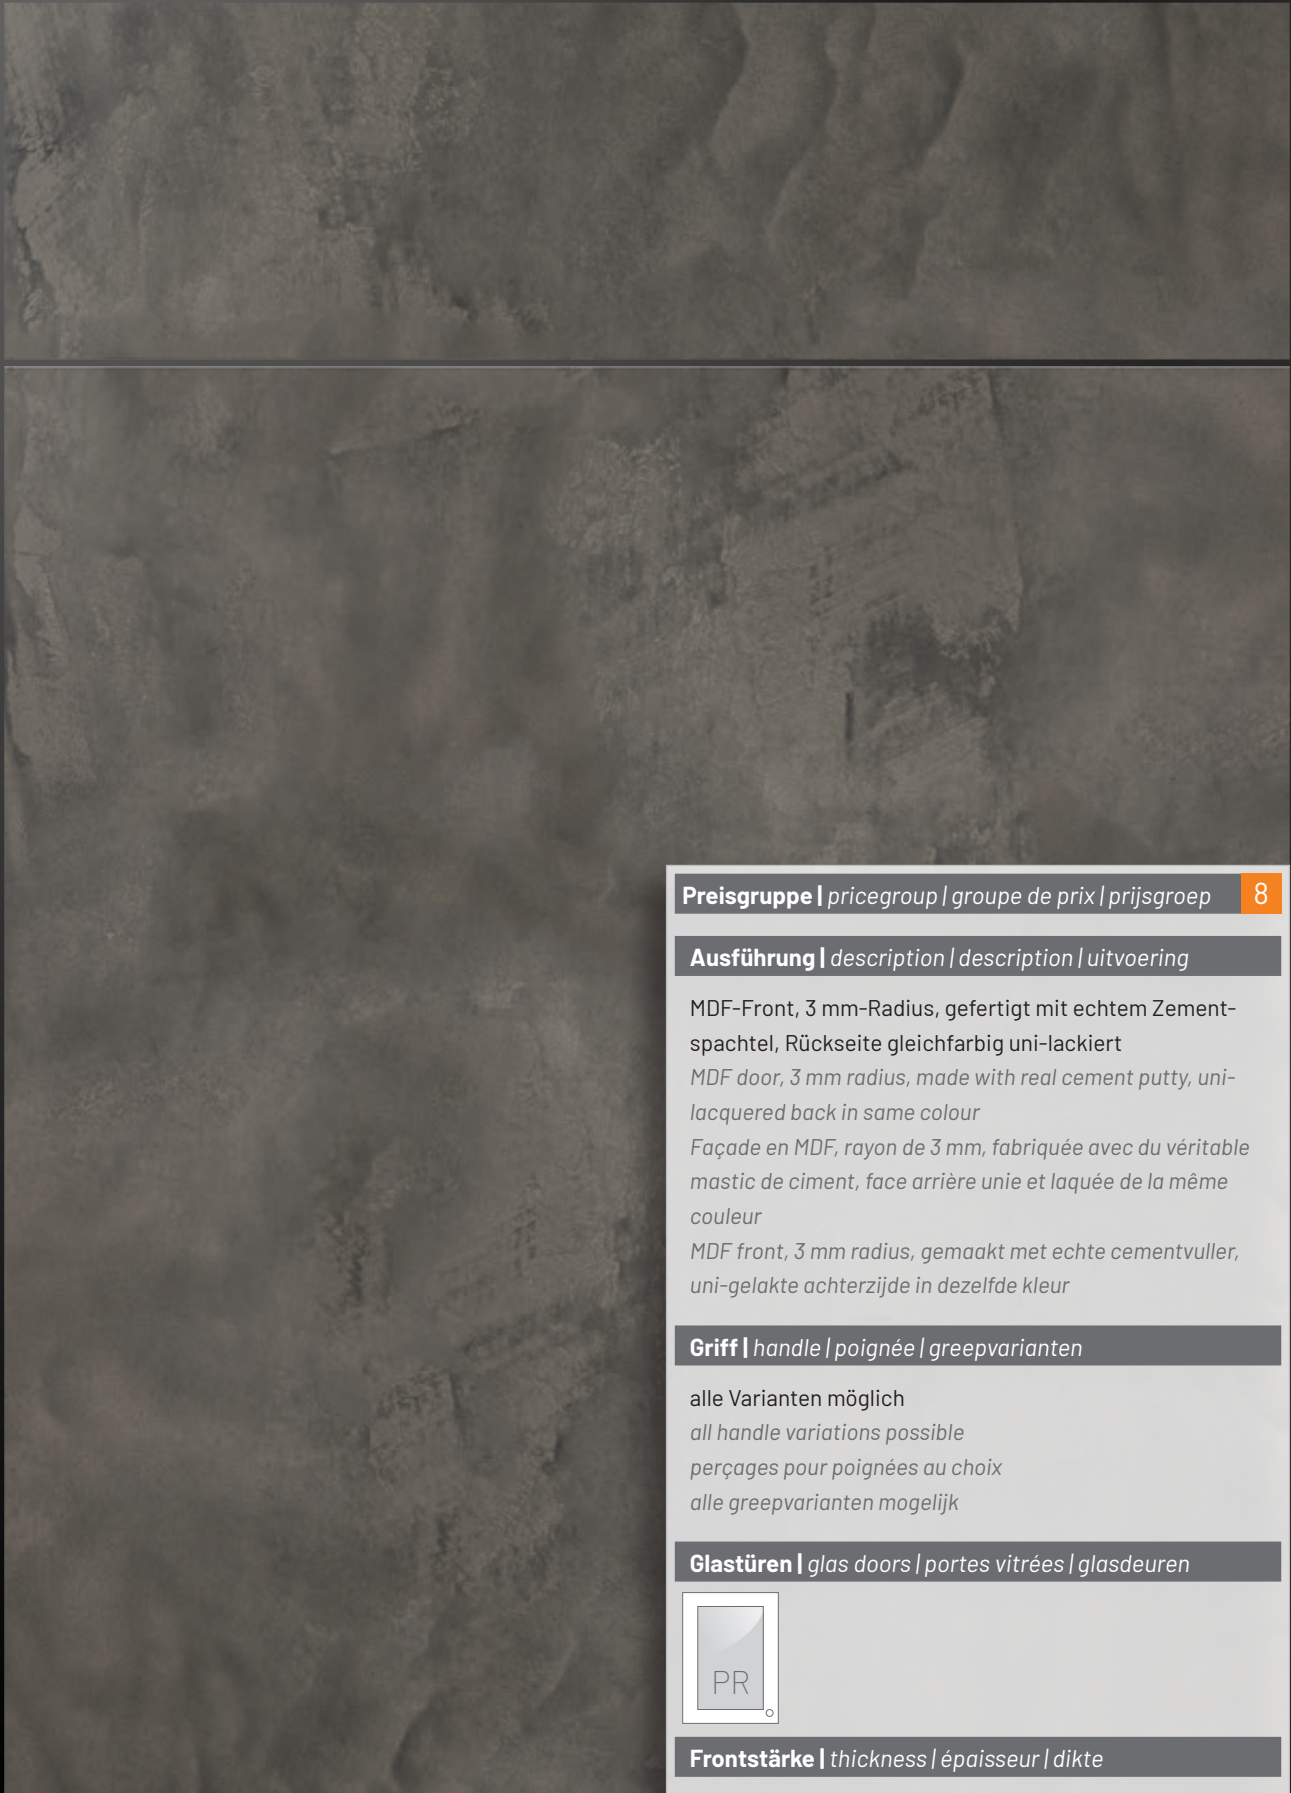 Preisgruppe | pricegroup | groupe de prix | prijsgroep 8
Ausführung | description | description | uitvoering
MDF-Front, 3 mm-Radius, gefertigt mit echtem Zement-
spachtel, Rückseite gleichfarbig uni-lackiert
MDF door, 3 mm radius, made with real cement putty, uni-
lacquered back in same colour
Façade en MDF, rayon de 3 mm, fabriquée avec du véritable
mastic de ciment, face arrière unie et laquée de la même
couleur
MDF front, 3 mm radius, gemaakt met echte cementvuller,
uni-gelakte achterzijde in dezelfde kleur
Griff | handle | poignée | greepvarianten
alle Varianten möglich
all handle variations possible
perçages pour poignées au choix
alle greepvarianten mogelijk
Glastüren | glas doors | portes vitrées | glasdeuren
PR
Frontstärke | thickness | épaisseur | dikte